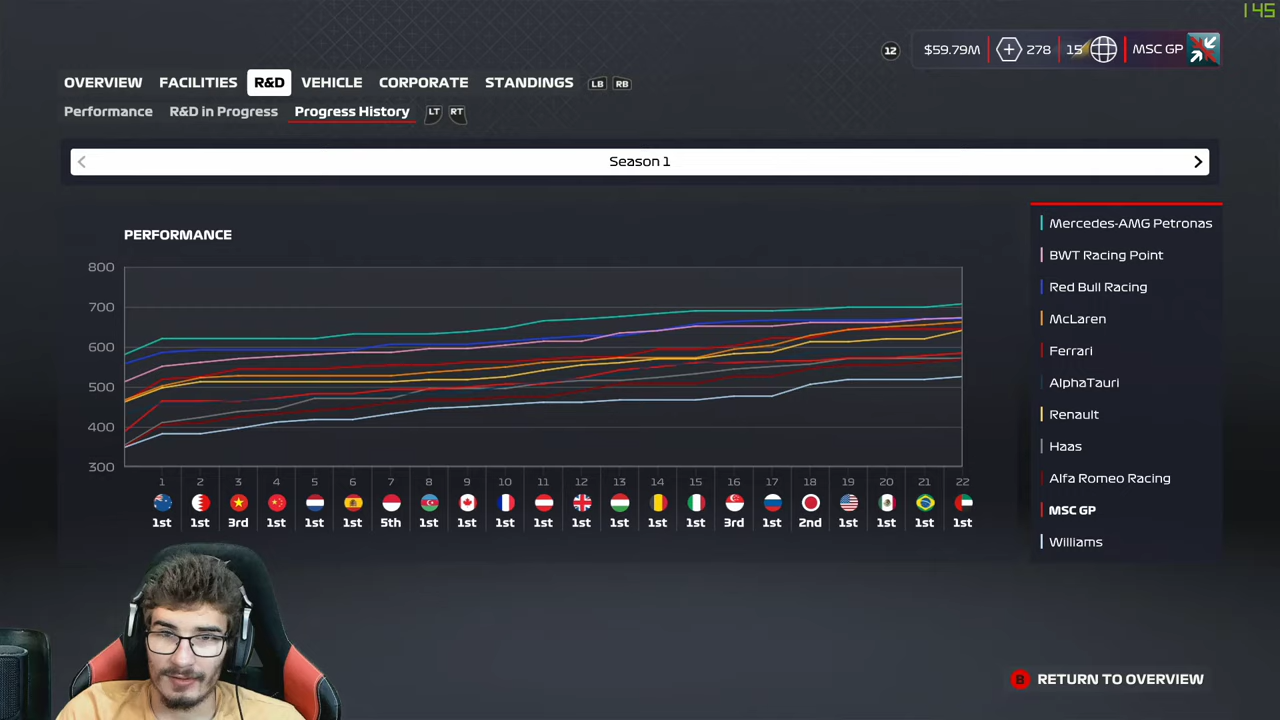 145
12 $59.79M 278 15 MSC GP
OVERVIEW FACILITIES R&D VEHICLE CORPORATE STANDINGS LB RB
Performance R&D in Progress Progress History LT RT
Season 1
PERFORMANCE
800
700
600
500
400
300
1 2 3 4 5 6 7 8 9 10 11 12 13 14 15 16 17 18 19 20 21 22
1st 1st 3rd 1st 1st 1st 5th 1st 1st 1st 1st 1st 1st 1st 1st 3rd 1st 2nd 1st 1st 1st 1st
Mercedes-AMG Petronas
BWT Racing Point
Red Bull Racing
McLaren
Ferrari
AlphaTauri
Renault
Haas
Alfa Romeo Racing
MSC GP
Williams
B RETURN TO OVERVIEW